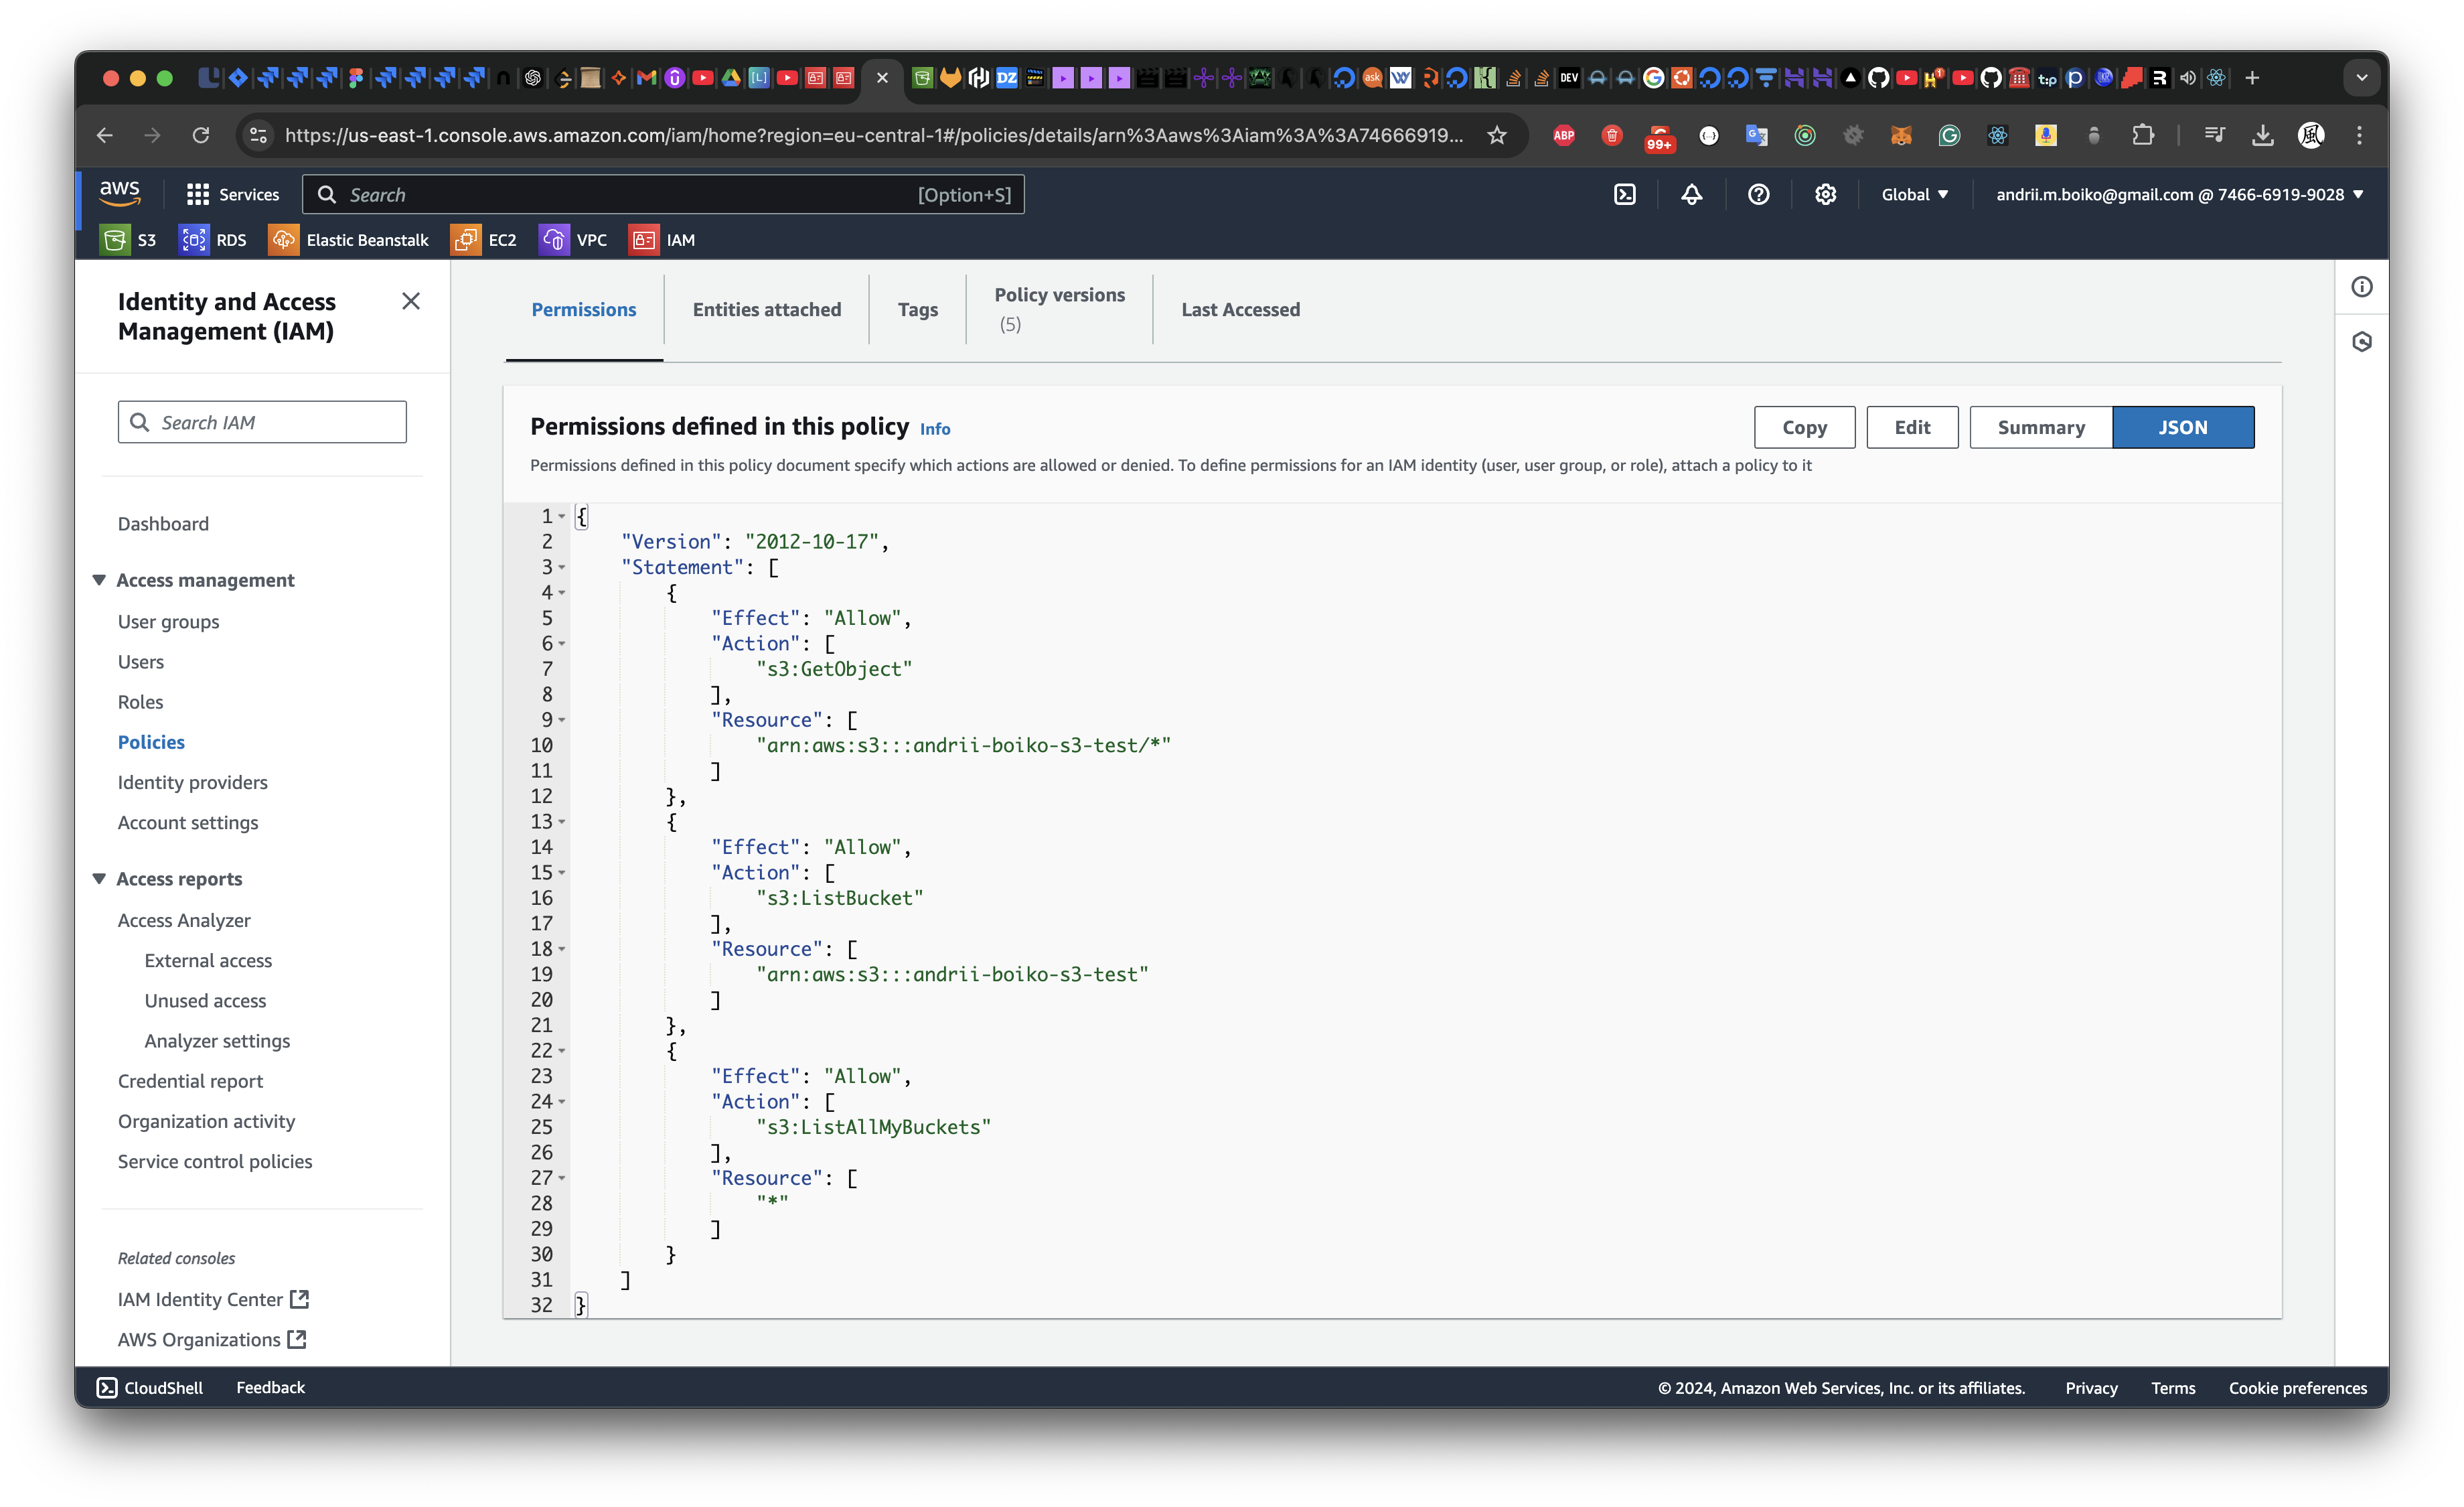 https://us-east-1.console.aws.amazon.com/iam/home?region=eu-central-1#/policies/details/arn%3Aaws%3Aiam%3A%3A74666919...
ABP
99+
aws
Services
Search
[Option+S]
Global
andrii.m.boiko@gmail.com @ 7466-6919-9028
S3
RDS
Elastic Beanstalk
EC2
VPC
IAM
Identity and Access
Management (IAM)
Search IAM
Dashboard
Access management
User groups
Users
Roles
Policies
Identity providers
Account settings
Access reports
Access Analyzer
External access
Unused access
Analyzer settings
Credential report
Organization activity
Service control policies
Related consoles
IAM Identity Center
AWS Organizations
Permissions
Entities attached
Tags
Policy versions
(5)
Last Accessed
Permissions defined in this policy Info
Copy
Edit
Summary
JSON
Permissions defined in this policy document specify which actions are allowed or denied. To define permissions for an IAM identity (user, user group, or role), attach a policy to it
1 {
2 "Version": "2012-10-17",
3 "Statement": [
4 {
5 "Effect": "Allow",
6 "Action": [
7 "s3:GetObject"
8 ],
9 "Resource": [
10 "arn:aws:s3:::andrii-boiko-s3-test/*"
11 ]
12 },
13 {
14 "Effect": "Allow",
15 "Action": [
16 "s3:ListBucket"
17 ],
18 "Resource": [
19 "arn:aws:s3:::andrii-boiko-s3-test"
20 ]
21 },
22 {
23 "Effect": "Allow",
24 "Action": [
25 "s3:ListAllMyBuckets"
26 ],
27 "Resource": [
28 "*"
29 ]
30 }
31 ]
32 }
CloudShell
Feedback
© 2024, Amazon Web Services, Inc. or its affiliates.
Privacy
Terms
Cookie preferences